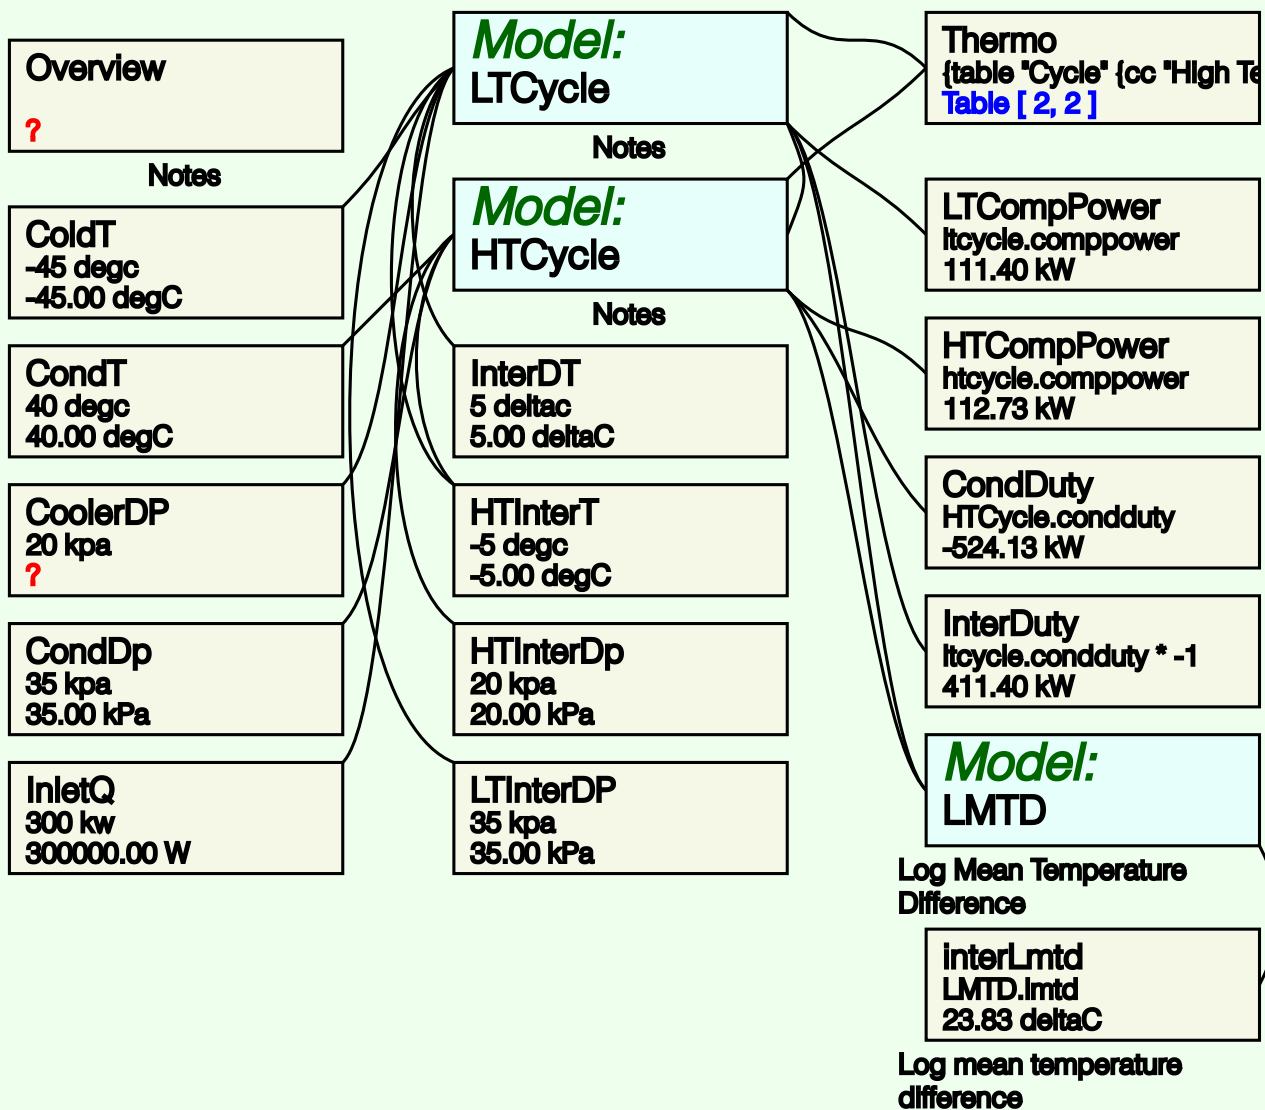 Overview
?
Notes
ColdT
-45 degc
-45.00 degC
CondT
40 degc
40.00 degC
CoolerDP
20 kpa
?
CondDp
35 kpa
35.00 kPa
InletQ
300 kw
300000.00 W
Model:
LTCycle
Notes
Model:
HTCycle
Notes
InterDT
5 deltac
5.00 deltaC
HTInterT
-5 degc
-5.00 degC
HTInterDp
20 kpa
20.00 kPa
LTInterDP
35 kpa
35.00 kPa
Thermo
{table "Cycle" {cc "High Te
Table [ 2, 2 ]
LTCompPower
ltcycle.comppower
111.40 kW
HTCompPower
htcycle.comppower
112.73 kW
CondDuty
HTCycle.condduty
-524.13 kW
InterDuty
ltcycle.condduty * -1
411.40 kW
Model:
LMTD
Log Mean Temperature
Difference
interLmtd
LMTD.lmtd
23.83 deltaC
Log mean temperature
difference